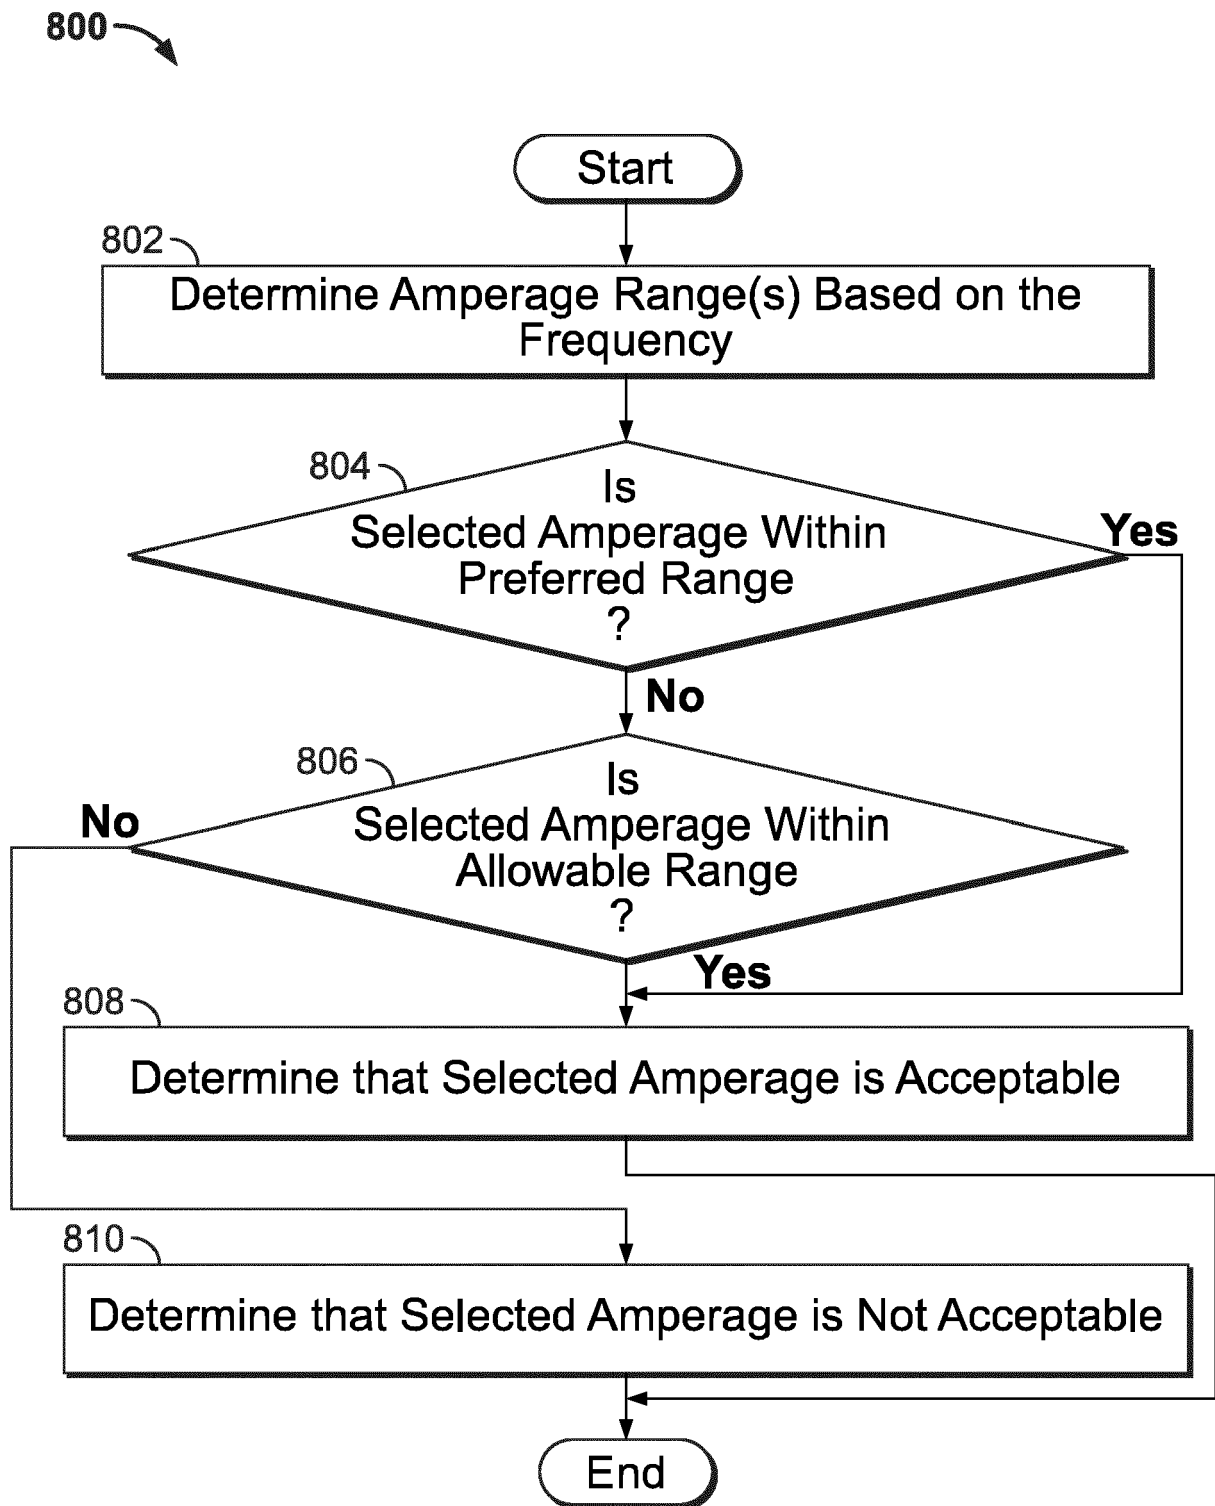 800
Start
802
Determine Amperage Range(s) Based on the
Frequency
804
Is
Selected Amperage Within
Preferred Range
?
Yes
No
806
Is
Selected Amperage Within
Allowable Range
?
No
Yes
808
Determine that Selected Amperage is Acceptable
810
Determine that Selected Amperage is Not Acceptable
End